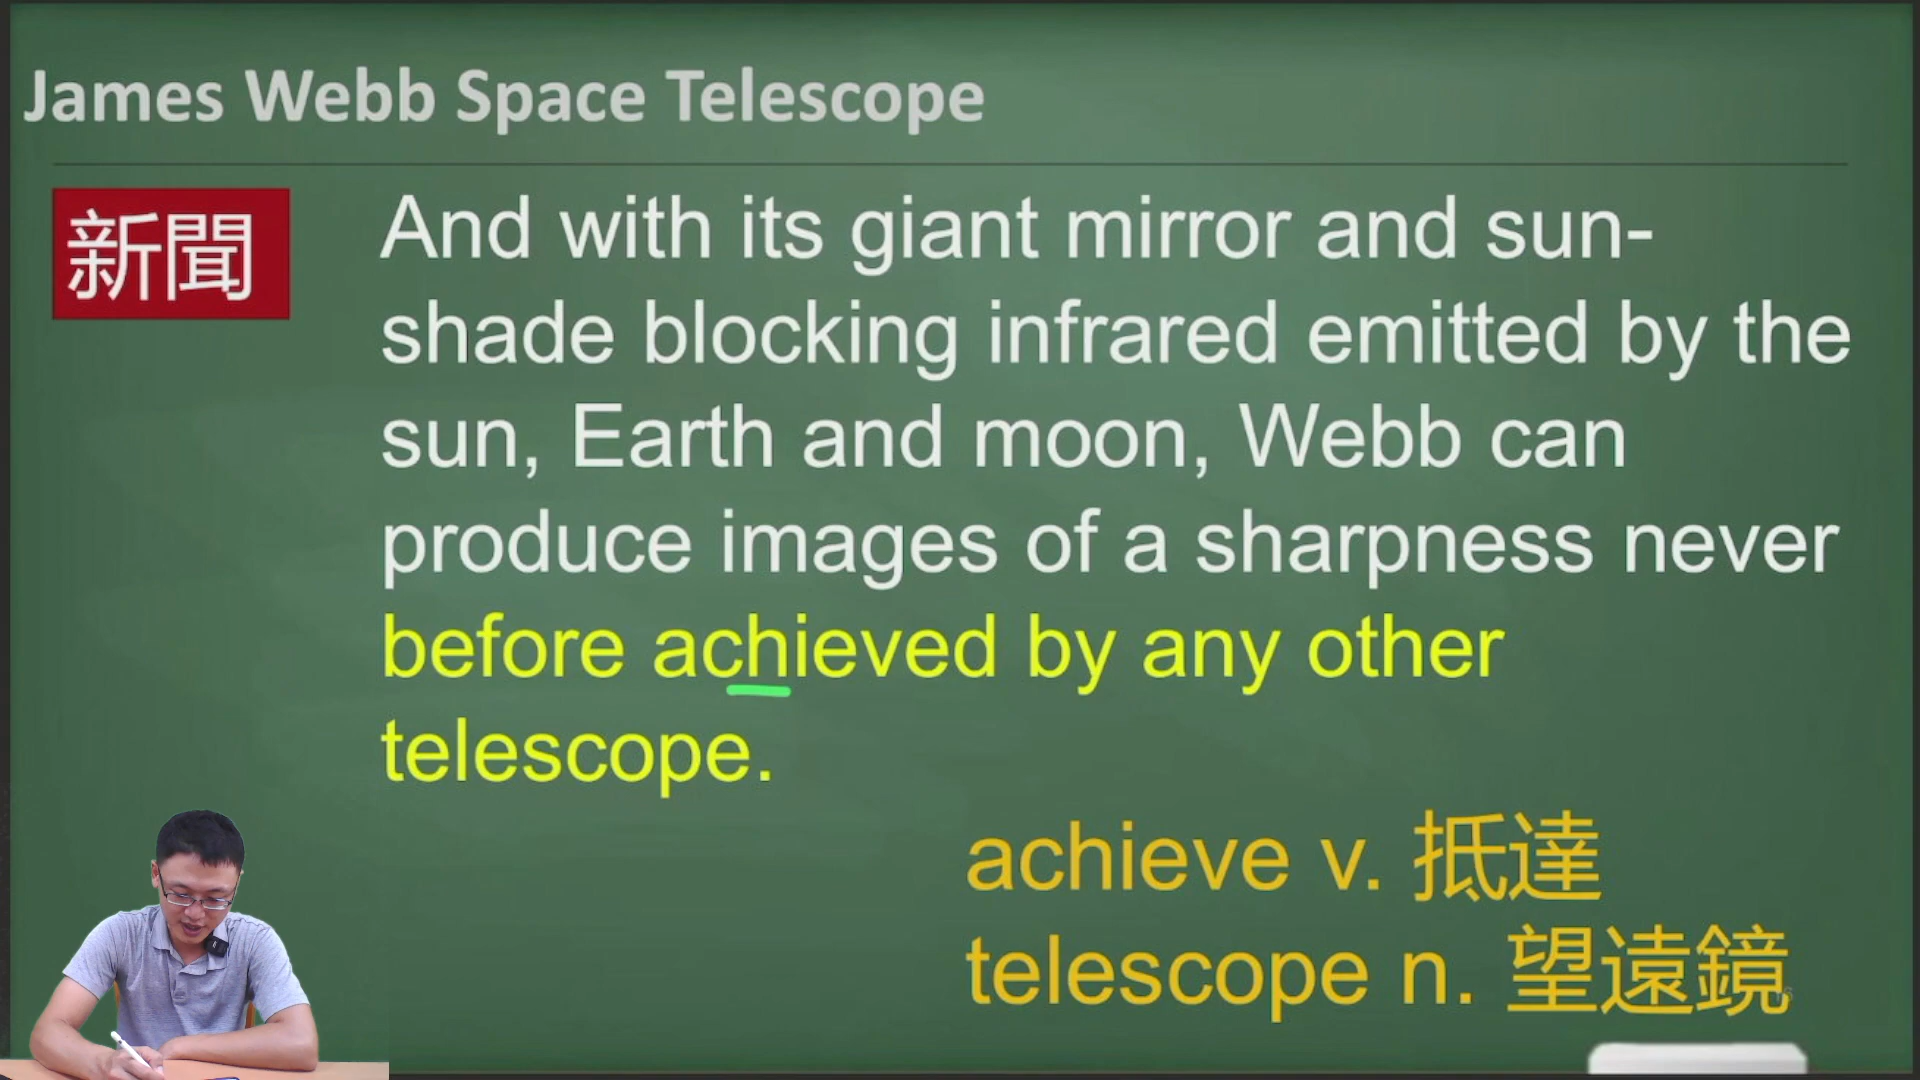 James Webb Space Telescope
新聞
And with its giant mirror and sun-
shade blocking infrared emitted by the
sun, Earth and moon, Webb can
produce images of a sharpness never
before achieved by any other
telescope.
achieve v. 抵達
telescope n. 望遠鏡